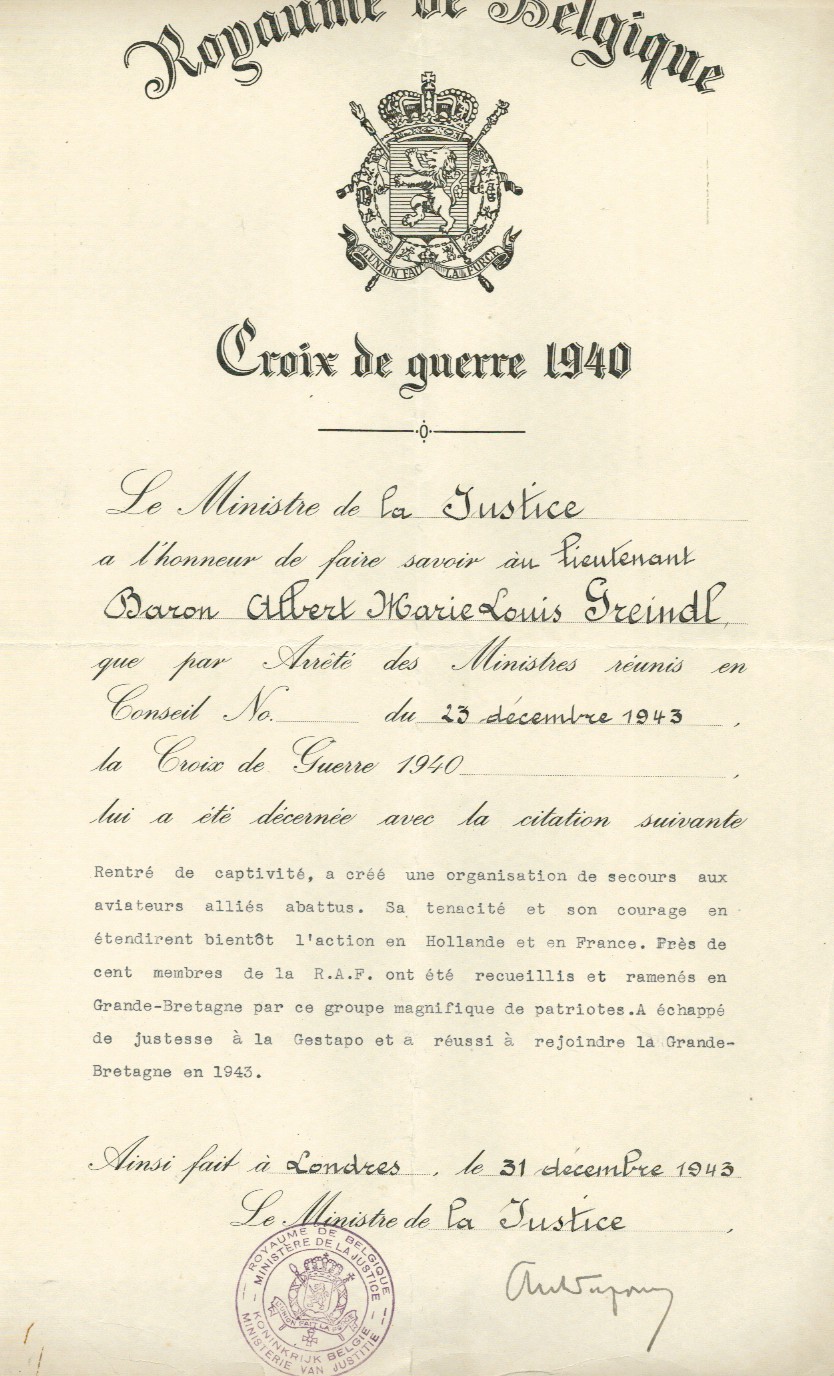 Royaume de Belgique
L'UNION FAIT LA FORCE
Croix de guerre 1940
Le Ministre de la Justice
a l'honneur de faire savoir au lieutenant
Baron Albert Marie Louis Greindl,
que par Arrêté des Ministres réunis en
Conseil No. du 23 décembre 1943,
la Croix de Guerre 1940,
lui a été décernée avec la citation suivante
Rentré de captivité, a créé une organisation de secours aux
aviateurs alliés abattus. Sa tenacité et son courage en
étendirent bientôt l'action en Hollande et en France. Près de
cent membres de la R.A.F. ont été recueillis et ramenés en
Grande-Bretagne par ce groupe magnifique de patriotes.A échappé
de justesse à la Gestapo et a réussi à rejoindre la Grande-
Bretagne en 1943.
Ainsi fait à Londres, le 31 décembre 1943
Le Ministre de la Justice,
ROYAUME DE BELGIQUE
MINISTÈRE DE LA JUSTICE
L'UNION FAIT LA FORCE
KONINKRIJK BELGIE
MINISTERIE VAN JUSTITIE